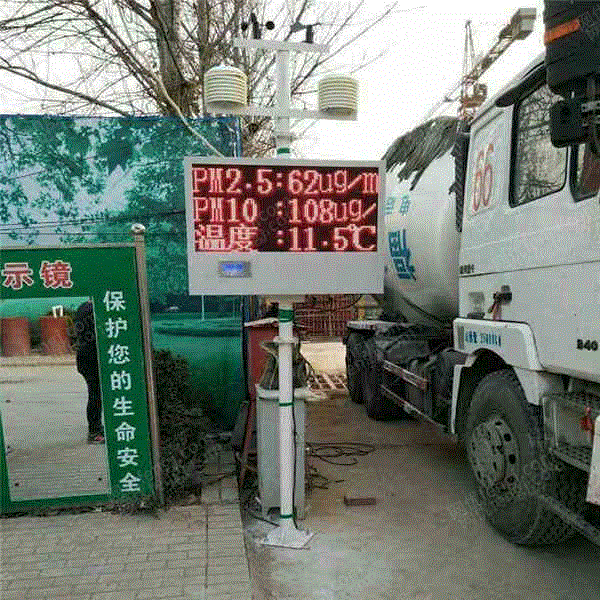 PM2.5:62ug/m
PM10 :108ug/
温度 :11.5℃
示镜
17
保护您的生命安全
66